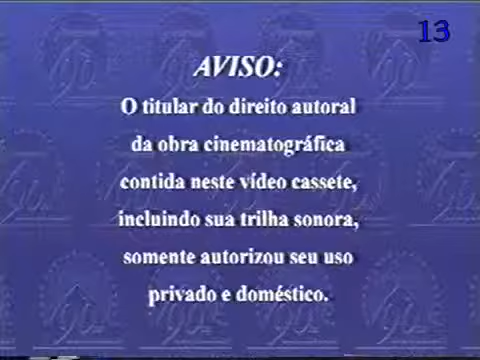 13
AVISO:
O titular do direito autoral
da obra cinematográfica
contida neste vídeo cassete,
incluindo sua trilha sonora,
somente autorizou seu uso
privado e doméstico.